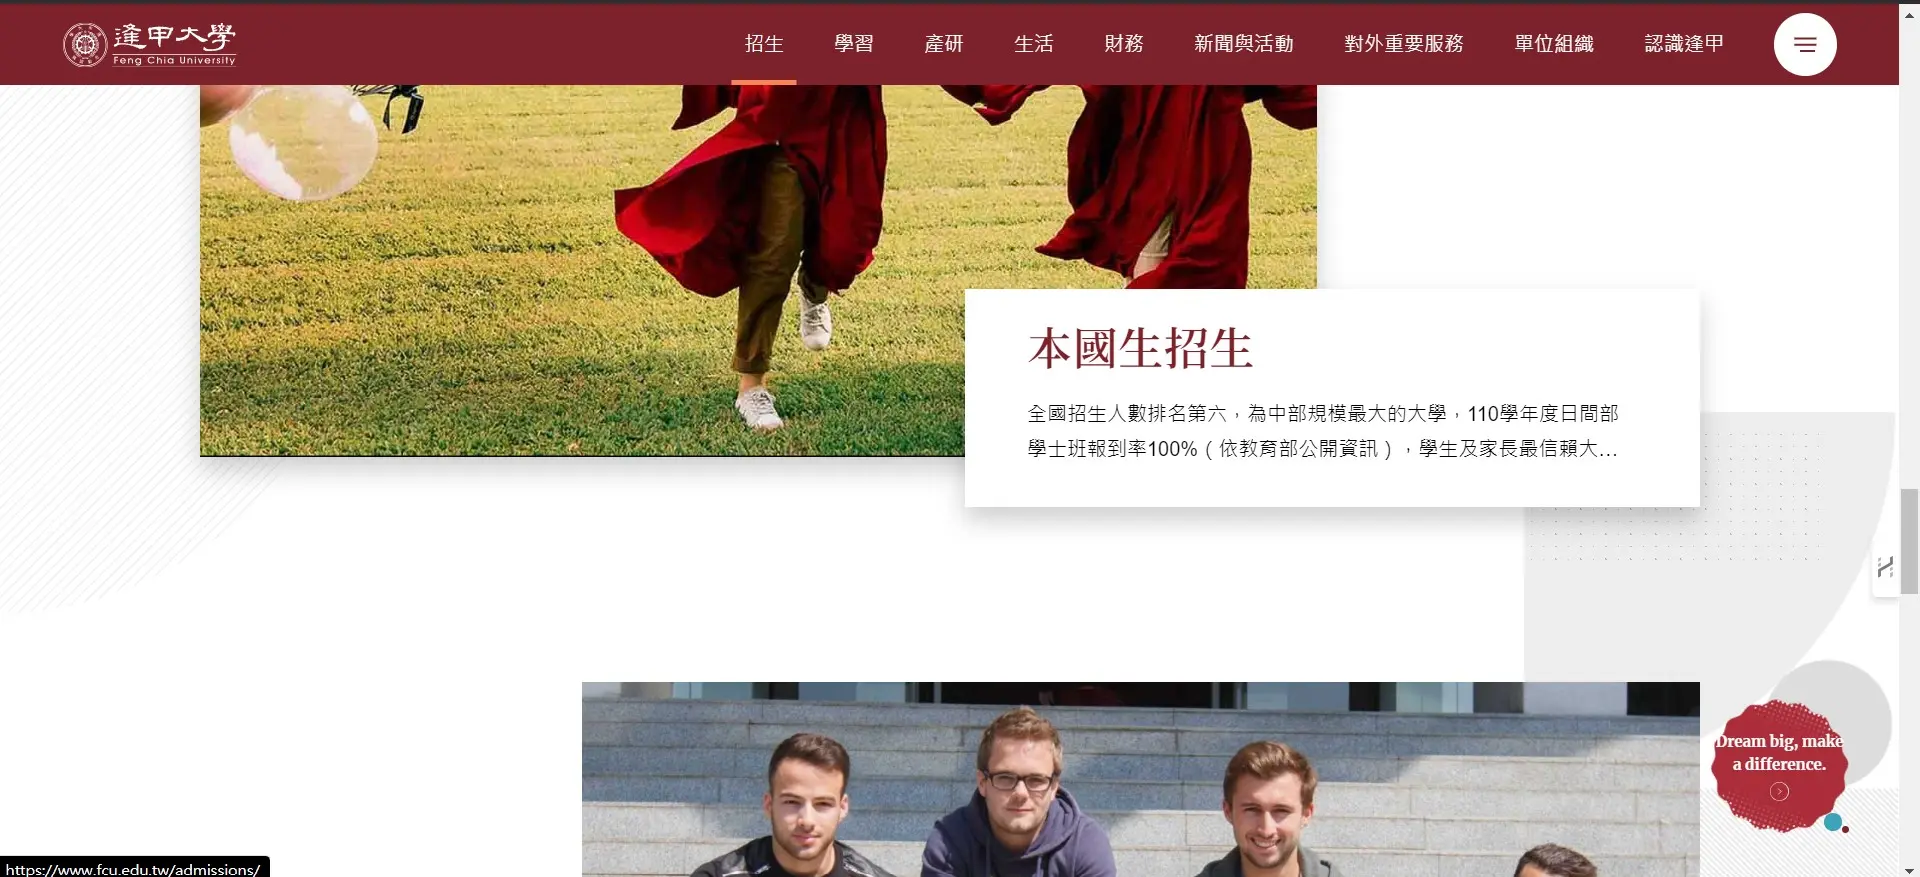 逢甲大學
Feng Chia University
招生
學習
產研
生活
財務
新聞與活動
對外重要服務
單位組織
認識逢甲
本國生招生
全國招生人數排名第六，為中部規模最大的大學，110學年度日間部
學士班報到率100%（依教育部公開資訊），學生及家長最信賴大...
Dream big, make
a difference.
https://www.fcu.edu.tw/admissions/